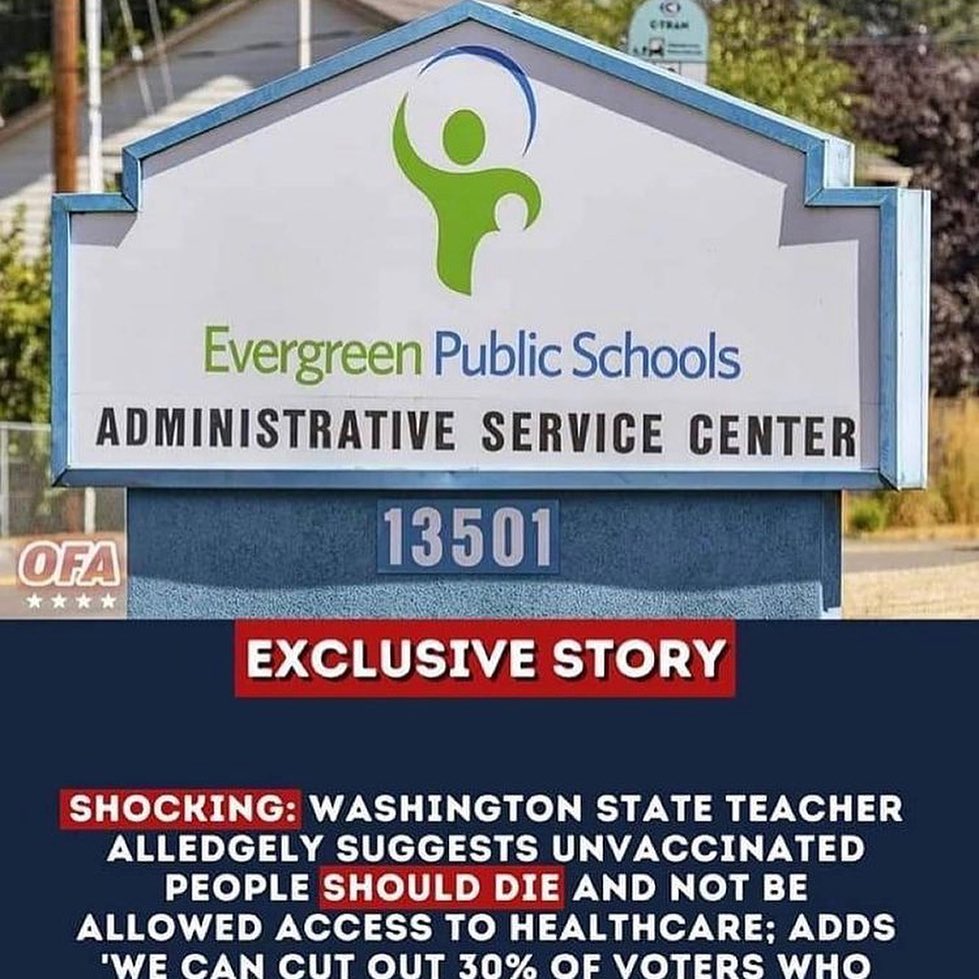 C-TRAN
Evergreen Public Schools
ADMINISTRATIVE SERVICE CENTER
13501
OFA
EXCLUSIVE STORY
SHOCKING: WASHINGTON STATE TEACHER
ALLEDGELY SUGGESTS UNVACCINATED
PEOPLE SHOULD DIE AND NOT BE
ALLOWED ACCESS TO HEALTHCARE; ADDS
'WE CAN CUT OUT 30% OF VOTERS WHO